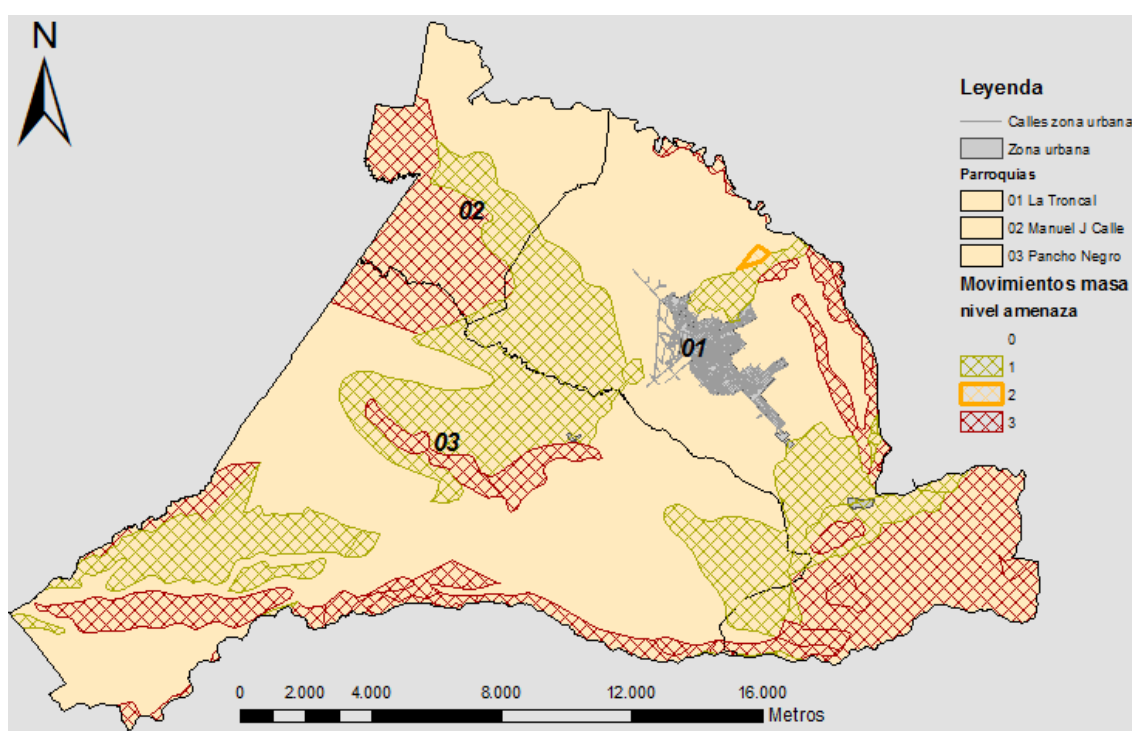 N
Leyenda
Calles zona urbana
Zona urbana
Parroquias
01 La Troncal
02 Manuel J Calle
03 Pancho Negro
Movimientos masa
nivel amenaza
0
1
2
3
02
01
03
0 2.000 4.000 8.000 12.000 16.000
Metros